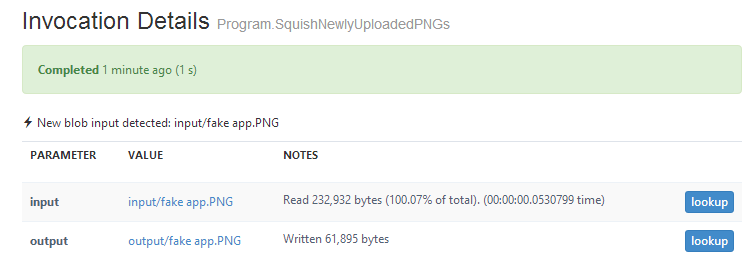 Invocation Details Program.SquishNewlyUploadedPNGs
Completed 1 minute ago (1 s)
New blob input detected: input/fake app.PNG
PARAMETER VALUE NOTES
input input/fake app.PNG Read 232,932 bytes (100.07% of total). (00:00:00.0530799 time) lookup
output output/fake app.PNG Written 61,895 bytes lookup